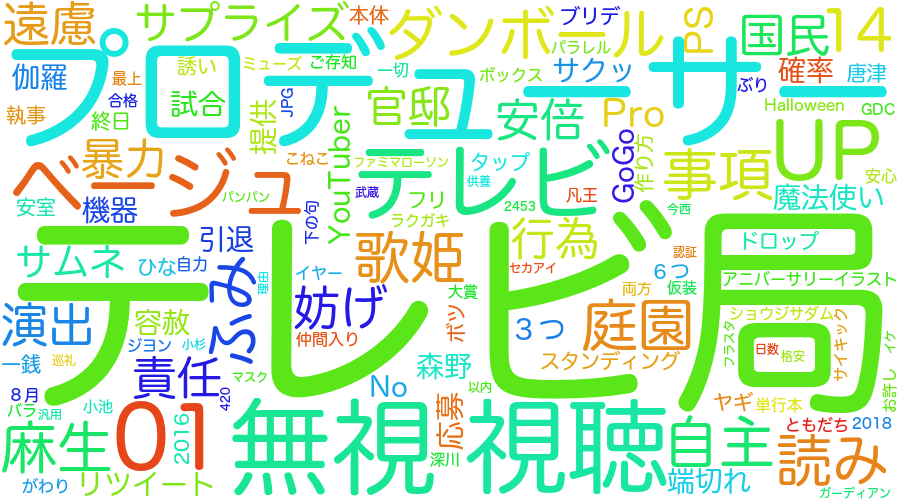 遠慮
サプライズ
本体
ダンボール
ブリデ
PS
国民
14
プロデューサー
伽羅
最上
誘い
ミューズ
ご存知
一切
パラレル
ボックス
サクッ
確率
唐津
ぶり
執事
合格
終日
試合
提供
JPG
官邸
安倍
Pro
Halloween
GDC
UP
ベージュ
暴力
こねこ
YouTuber
ファミマローソン
テレビ
タップ
供養
GoGo
作り方
事項
安心
安室
機器
パンパン
武蔵
フリ
ラクガキ
2453
凡王
今西
魔法使い
下の句
引退
サムネ
ひな
自力
ふみ
理由
イヤー
歌姫
行為
セカアイ
認証
ドロップ
6つ
仮装
両方
アニバーサリーイラスト
テレビ局
演出
容赦
妨げ
大賞
仲間入り
ボツ
3つ
庭園
ショウジサダム
フラスタ
日数
格安
サイキック
イケ
一銭
巡礼
ジヨン
小杉
責任
マスク
No
森野
スタンディング
8月
バラ
汎用
小池
420
01
2016
以内
応募
ヤギ
単行本
お許し
麻生
無視
視聴
自主
ともだち
2018
読み
深川
端切れ
がわり
リツイート
ガーディアン